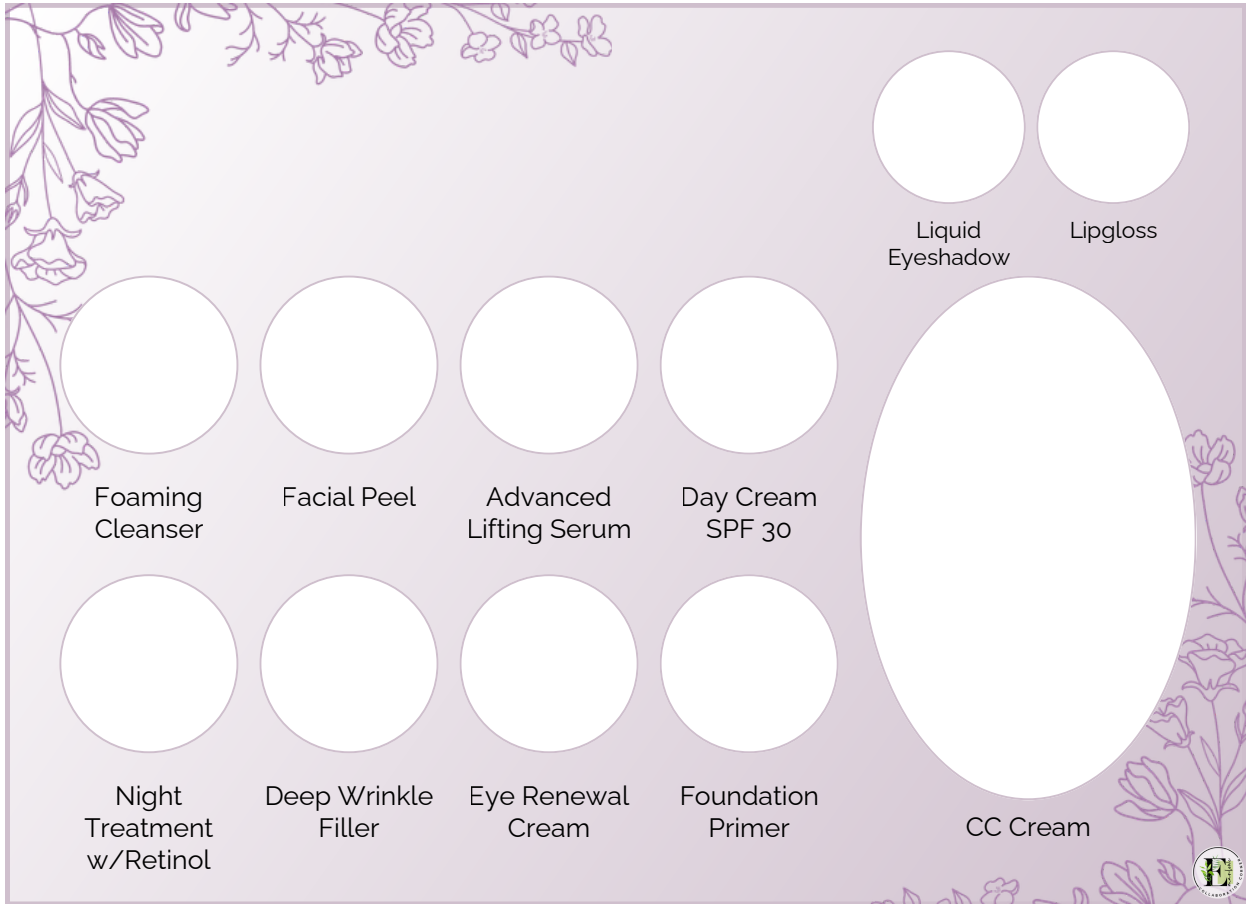 Liquid
Eyeshadow
Lipgloss
Foaming
Cleanser
Facial Peel
Advanced
Lifting Serum
Day Cream
SPF 30
Night
Treatment
w/Retinol
Deep Wrinkle
Filler
Eye Renewal
Cream
Foundation
Primer
CC Cream
E